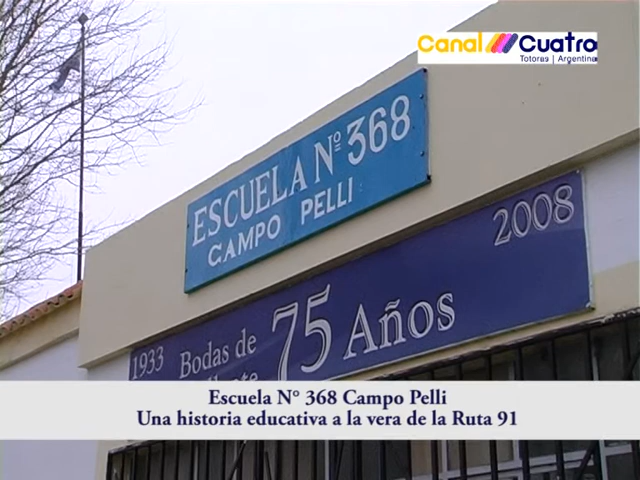 Canal Cuatro
Totoras | Argentina
ESCUELA Nº 368
CAMPO PELLI
2008
1933 Bodas de 75 Años
Escuela N° 368 Campo Pelli
Una historia educativa a la vera de la Ruta 91